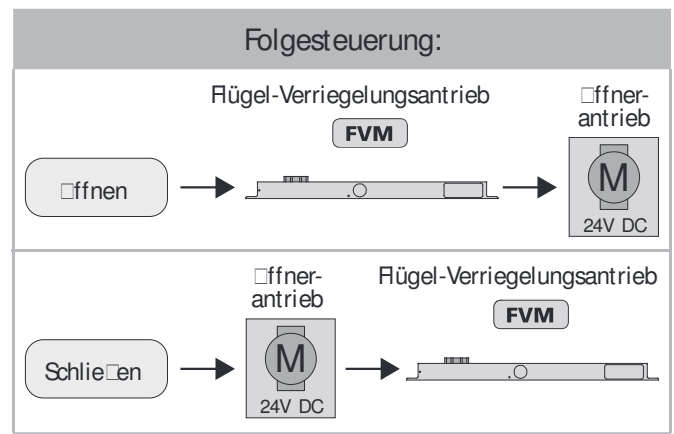 Folgesteuerung:
Flügel-Verriegelungsantrieb
FVM
□ffner-
antrieb
□ffnen
M
24V DC
□ffner-
antrieb
Flügel-Verriegelungsantrieb
FVM
Schlie□en
M
24V DC